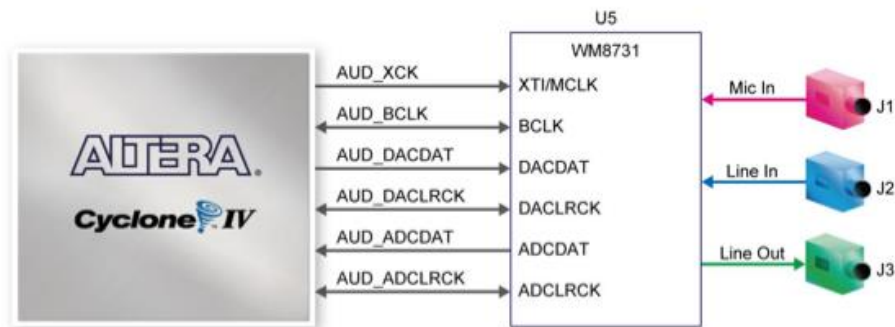 U5
WM8731
ALTERA®
Cyclone IV
AUD_XCK
AUD_BCLK
AUD_DACDAT
AUD_DACLRCK
AUD_ADCDAT
AUD_ADCLRCK
XTI/MCLK
BCLK
DACDAT
DACLRCK
ADCDAT
ADCLRCK
Mic In
J1
Line In
J2
Line Out
J3